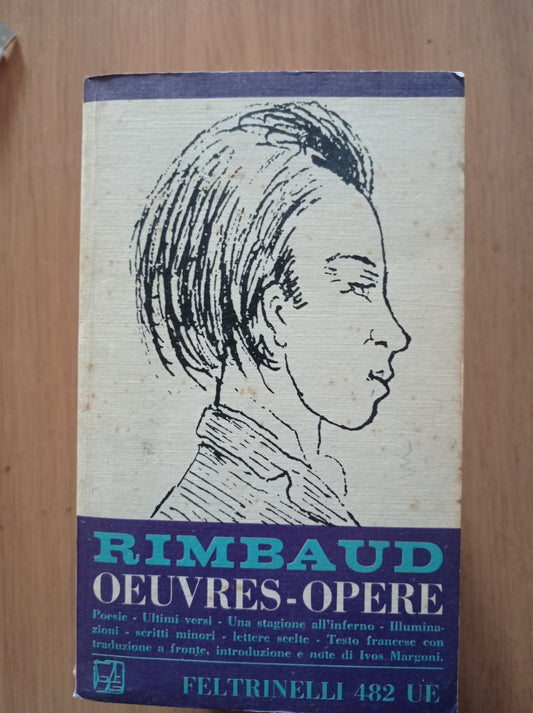 RIMBAUD
OEUVRES-OPERE
Poesie - Ultimi versi - Una stagione all'inferno - Illumina-
zioni - scritti minori - lettere scelte - Testo francese con
traduzione a fronte, introduzione e note di Ivos Margoni.
FELTRINELLI 482 UE